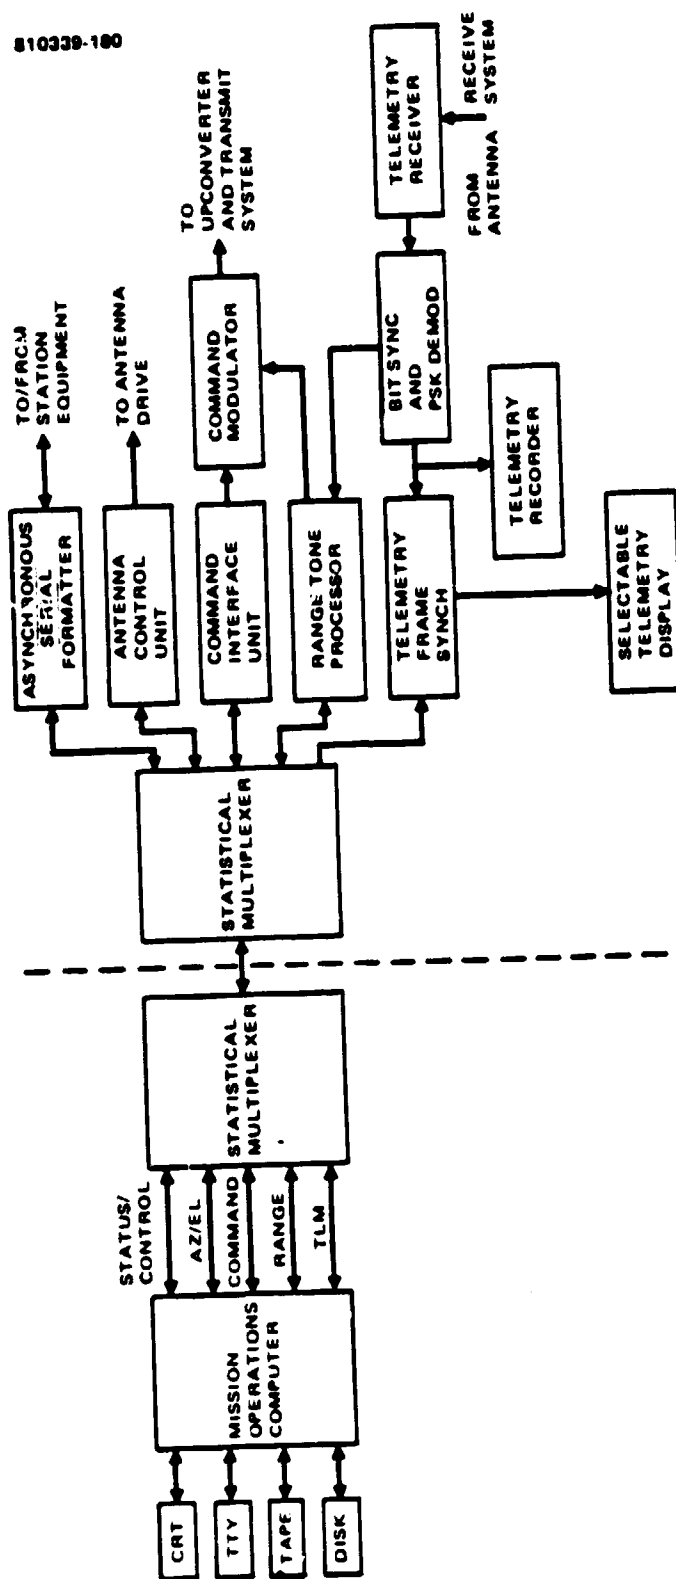 810339-180
CRT
TTY
TAPE
DISK
MISSION
OPERATIONS
COMPUTER
STATUS/
CONTROL
AZ/EL
COMMAND
RANGE
TLM
STATISTICAL
MULTIPLEXER
STATISTICAL
MULTIPLEXER
ASYNCHRONOUS
SERIAL
FORMATTER
TO/FROM
STATION
EQUIPMENT
ANTENNA
CONTROL
UNIT
TO ANTENNA
DRIVE
COMMAND
INTERFACE
UNIT
COMMAND
MODULATOR
TO
UPCONVERTER
AND TRANSMIT
SYSTEM
RANGE TONE
PROCESSOR
TELEMETRY
FRAME
SYNCH
BIT SYNC
AND
PSK DEMOD
TELEMETRY
RECEIVER
FROM
ANTENNA
RECEIVE
SYSTEM
TELEMETRY
RECORDER
SELECTABLE
TELEMETRY
DISPLAY